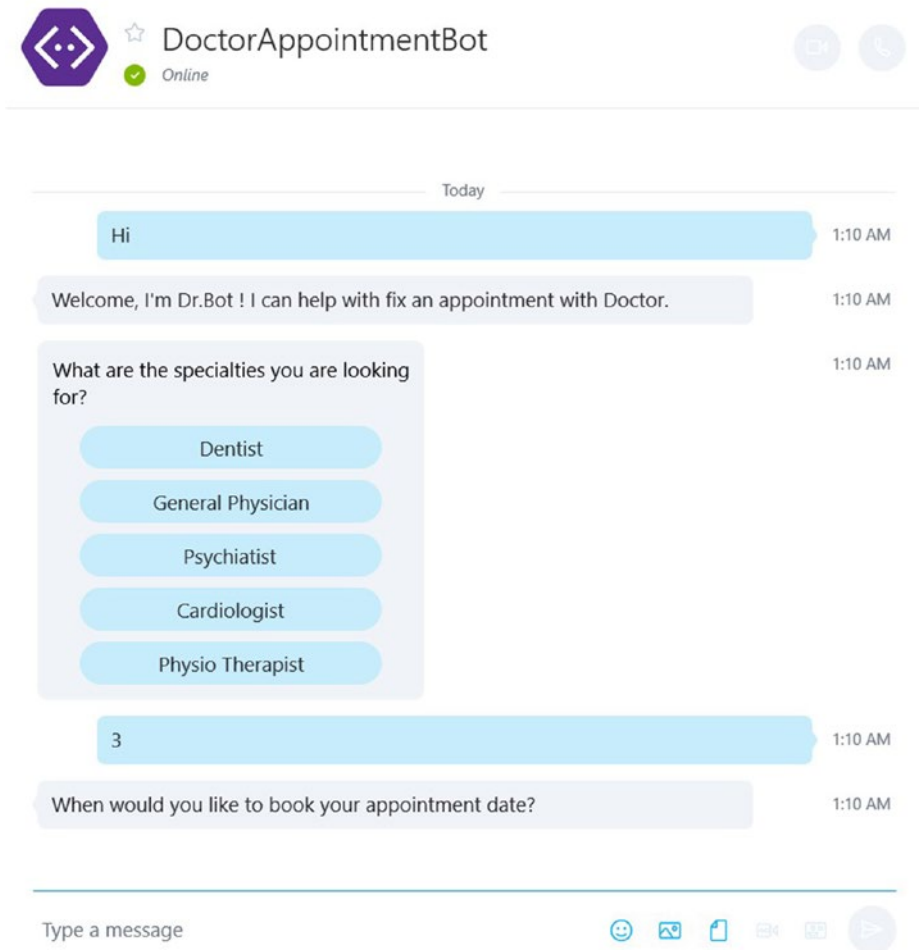 DoctorAppointmentBot
Online
Today
Hi
1:10 AM
Welcome, I'm Dr.Bot ! I can help with fix an appointment with Doctor.
1:10 AM
What are the specialties you are looking
for?
1:10 AM
Dentist
General Physician
Psychiatist
Cardiologist
Physio Therapist
3
1:10 AM
When would you like to book your appointment date?
1:10 AM
Type a message